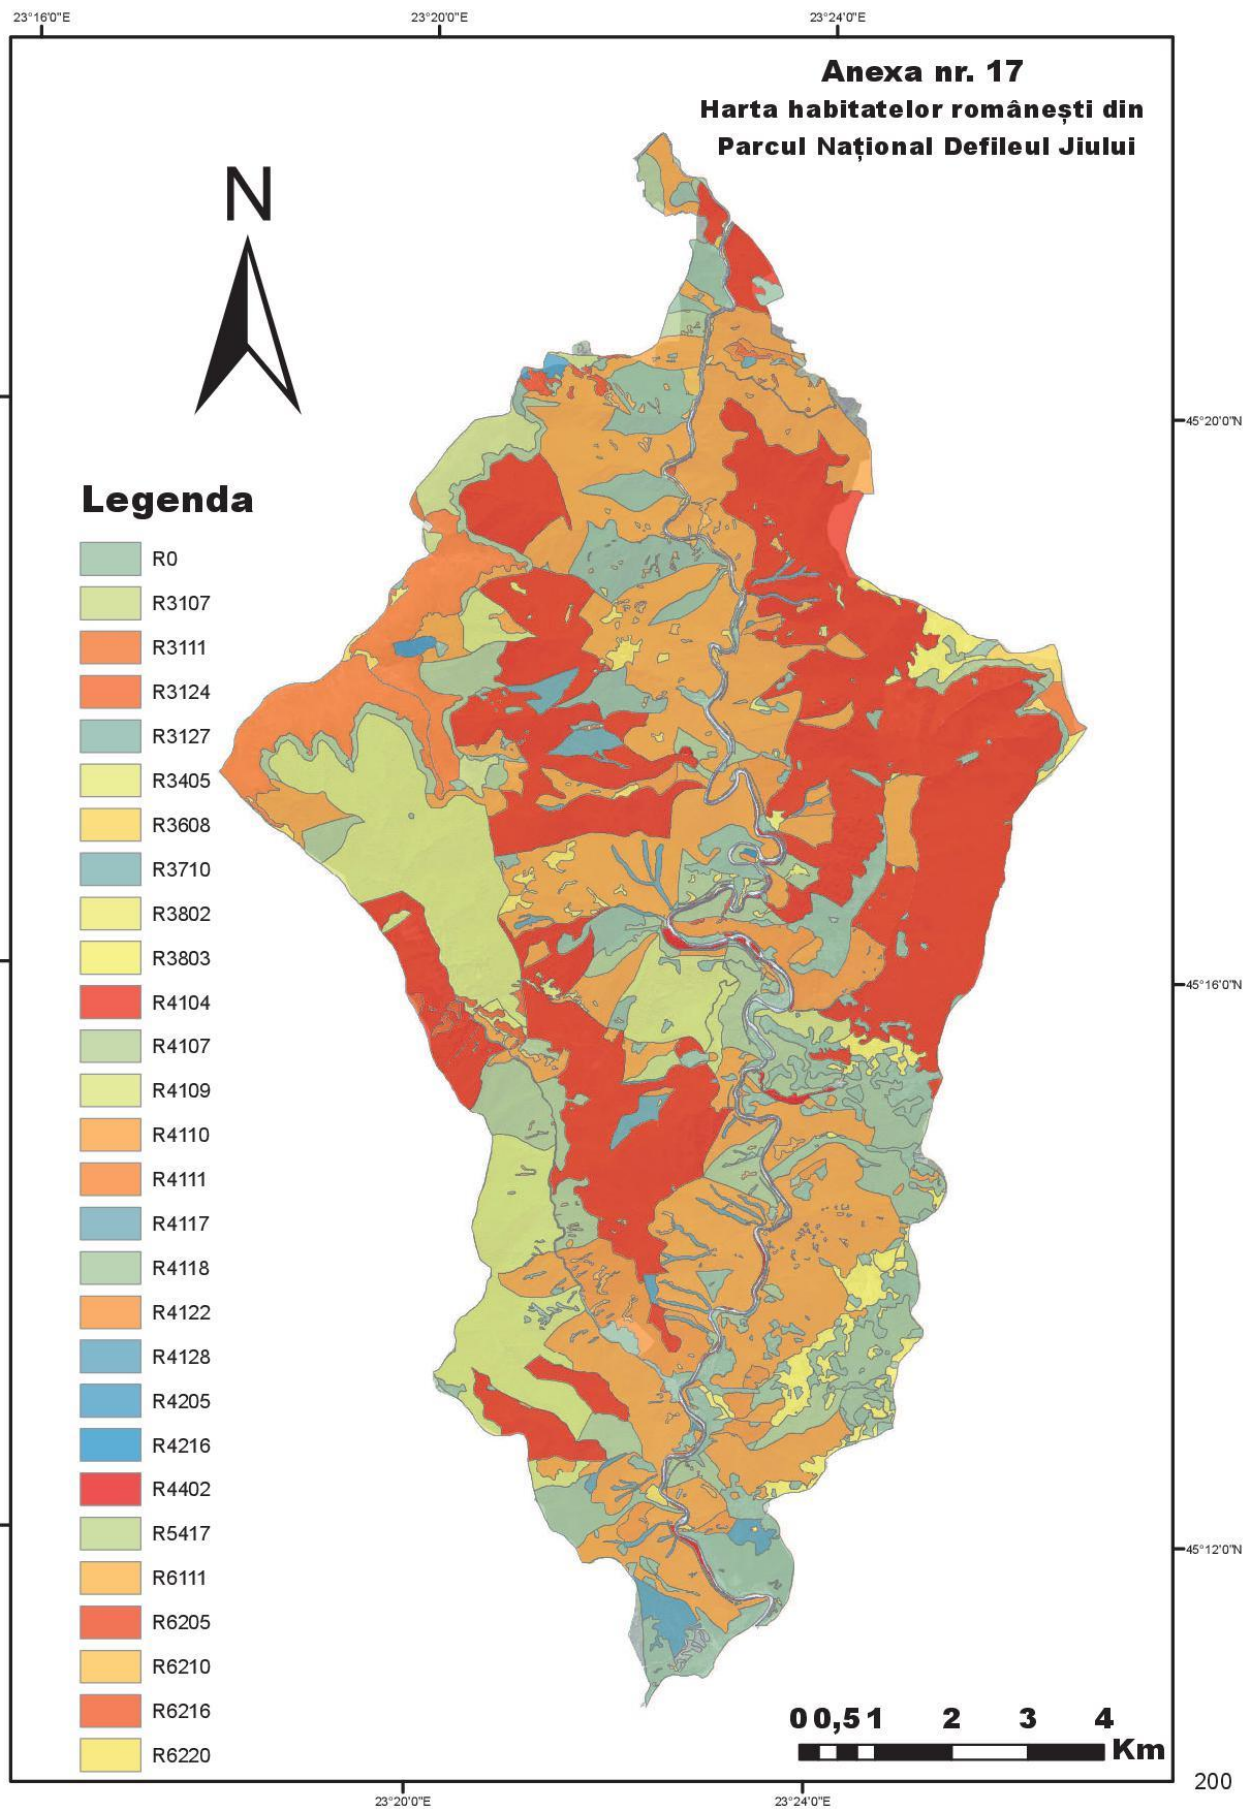 23°16'0"E
23°20'0"E
23°24'0"E
Anexa nr. 17
Harta habitatelor românești din
Parcul Național Defileul Jiului
N
45°20'0"N
Legenda
R0
R3107
R3111
R3124
R3127
R3405
R3608
R3710
R3802
R3803
R4104
R4107
R4109
R4110
R4111
R4117
R4118
R4122
R4128
R4205
R4216
R4402
R5417
R6111
R6205
R6210
R6216
R6220
45°16'0"N
45°12'0"N
0 0,5 1 2 3 4
Km
200
23°20'0"E
23°24'0"E